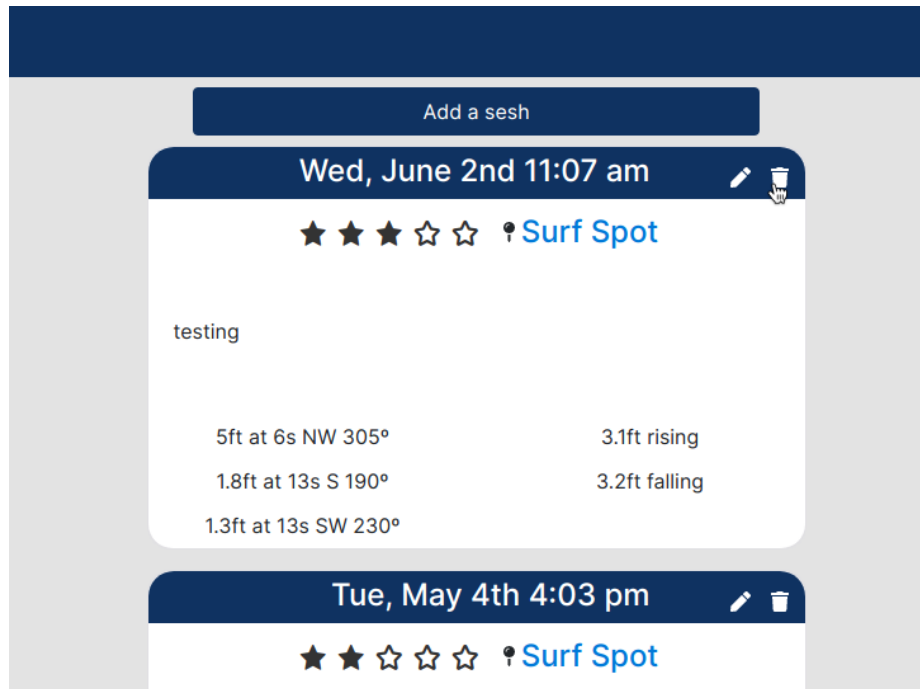 Add a sesh
Wed, June 2nd 11:07 am
Surf Spot
testing
5ft at 6s NW 305º
3.1ft rising
1.8ft at 13s S 190º
3.2ft falling
1.3ft at 13s SW 230º
Tue, May 4th 4:03 pm
Surf Spot